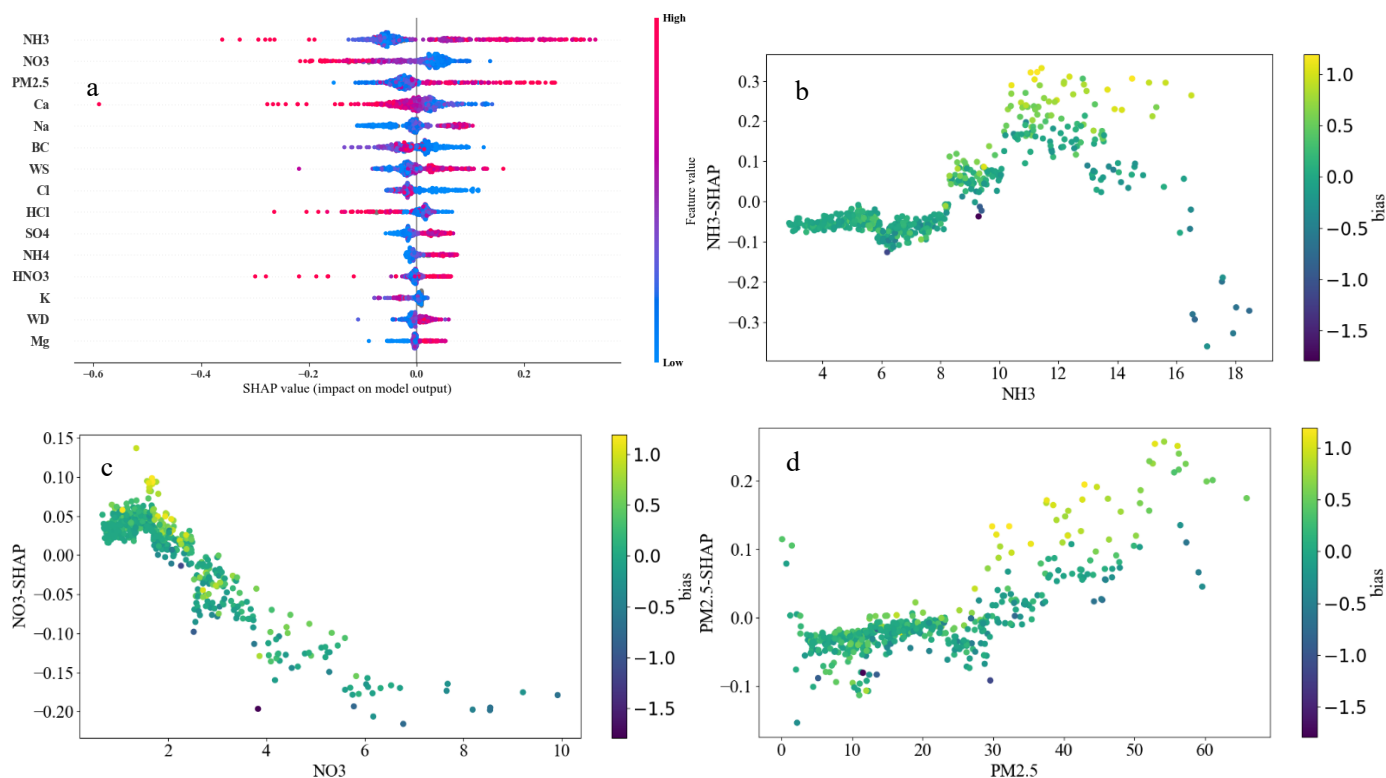 a
High
NH3
NO3
PM2.5
Ca
Na
BC
WS
Cl
HCl
SO4
NH4
HNO3
K
WD
Mg
Feature value
Low
−0.6
−0.4
−0.2
0.0
0.2
SHAP value (impact on model output)
b
0.3
0.2
0.1
0.0
−0.1
−0.2
−0.3
NH3-SHAP
4
6
8
10
12
14
16
18
NH3
1.0
0.5
0.0
−0.5
−1.0
−1.5
bias
c
0.15
0.10
0.05
0.00
−0.05
−0.10
−0.15
−0.20
NO3-SHAP
2
4
6
8
10
NO3
1.0
0.5
0.0
−0.5
−1.0
−1.5
bias
d
0.2
0.1
0.0
−0.1
PM2.5-SHAP
0
10
20
30
40
50
60
PM2.5
1.0
0.5
0.0
−0.5
−1.0
−1.5
bias